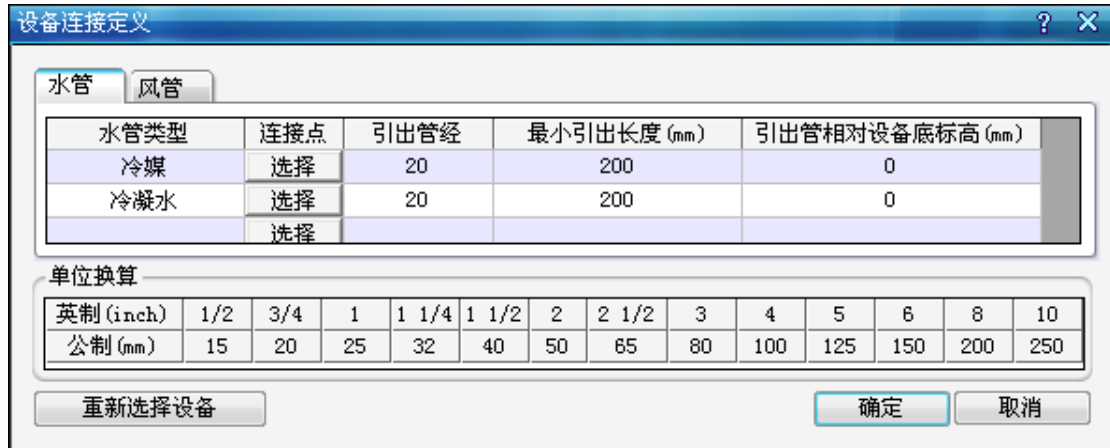 设备连接定义 ? X
水管 风管
水管类型 连接点 引出管经 最小引出长度(mm) 引出管相对设备底标高(mm)
冷媒 选择 20 200 0
冷凝水 选择 20 200 0
选择
单位换算
英制(inch) 1/2 3/4 1 1 1/4 1 1/2 2 2 1/2 3 4 5 6 8 10
公制(mm) 15 20 25 32 40 50 65 80 100 125 150 200 250
重新选择设备 确定 取消